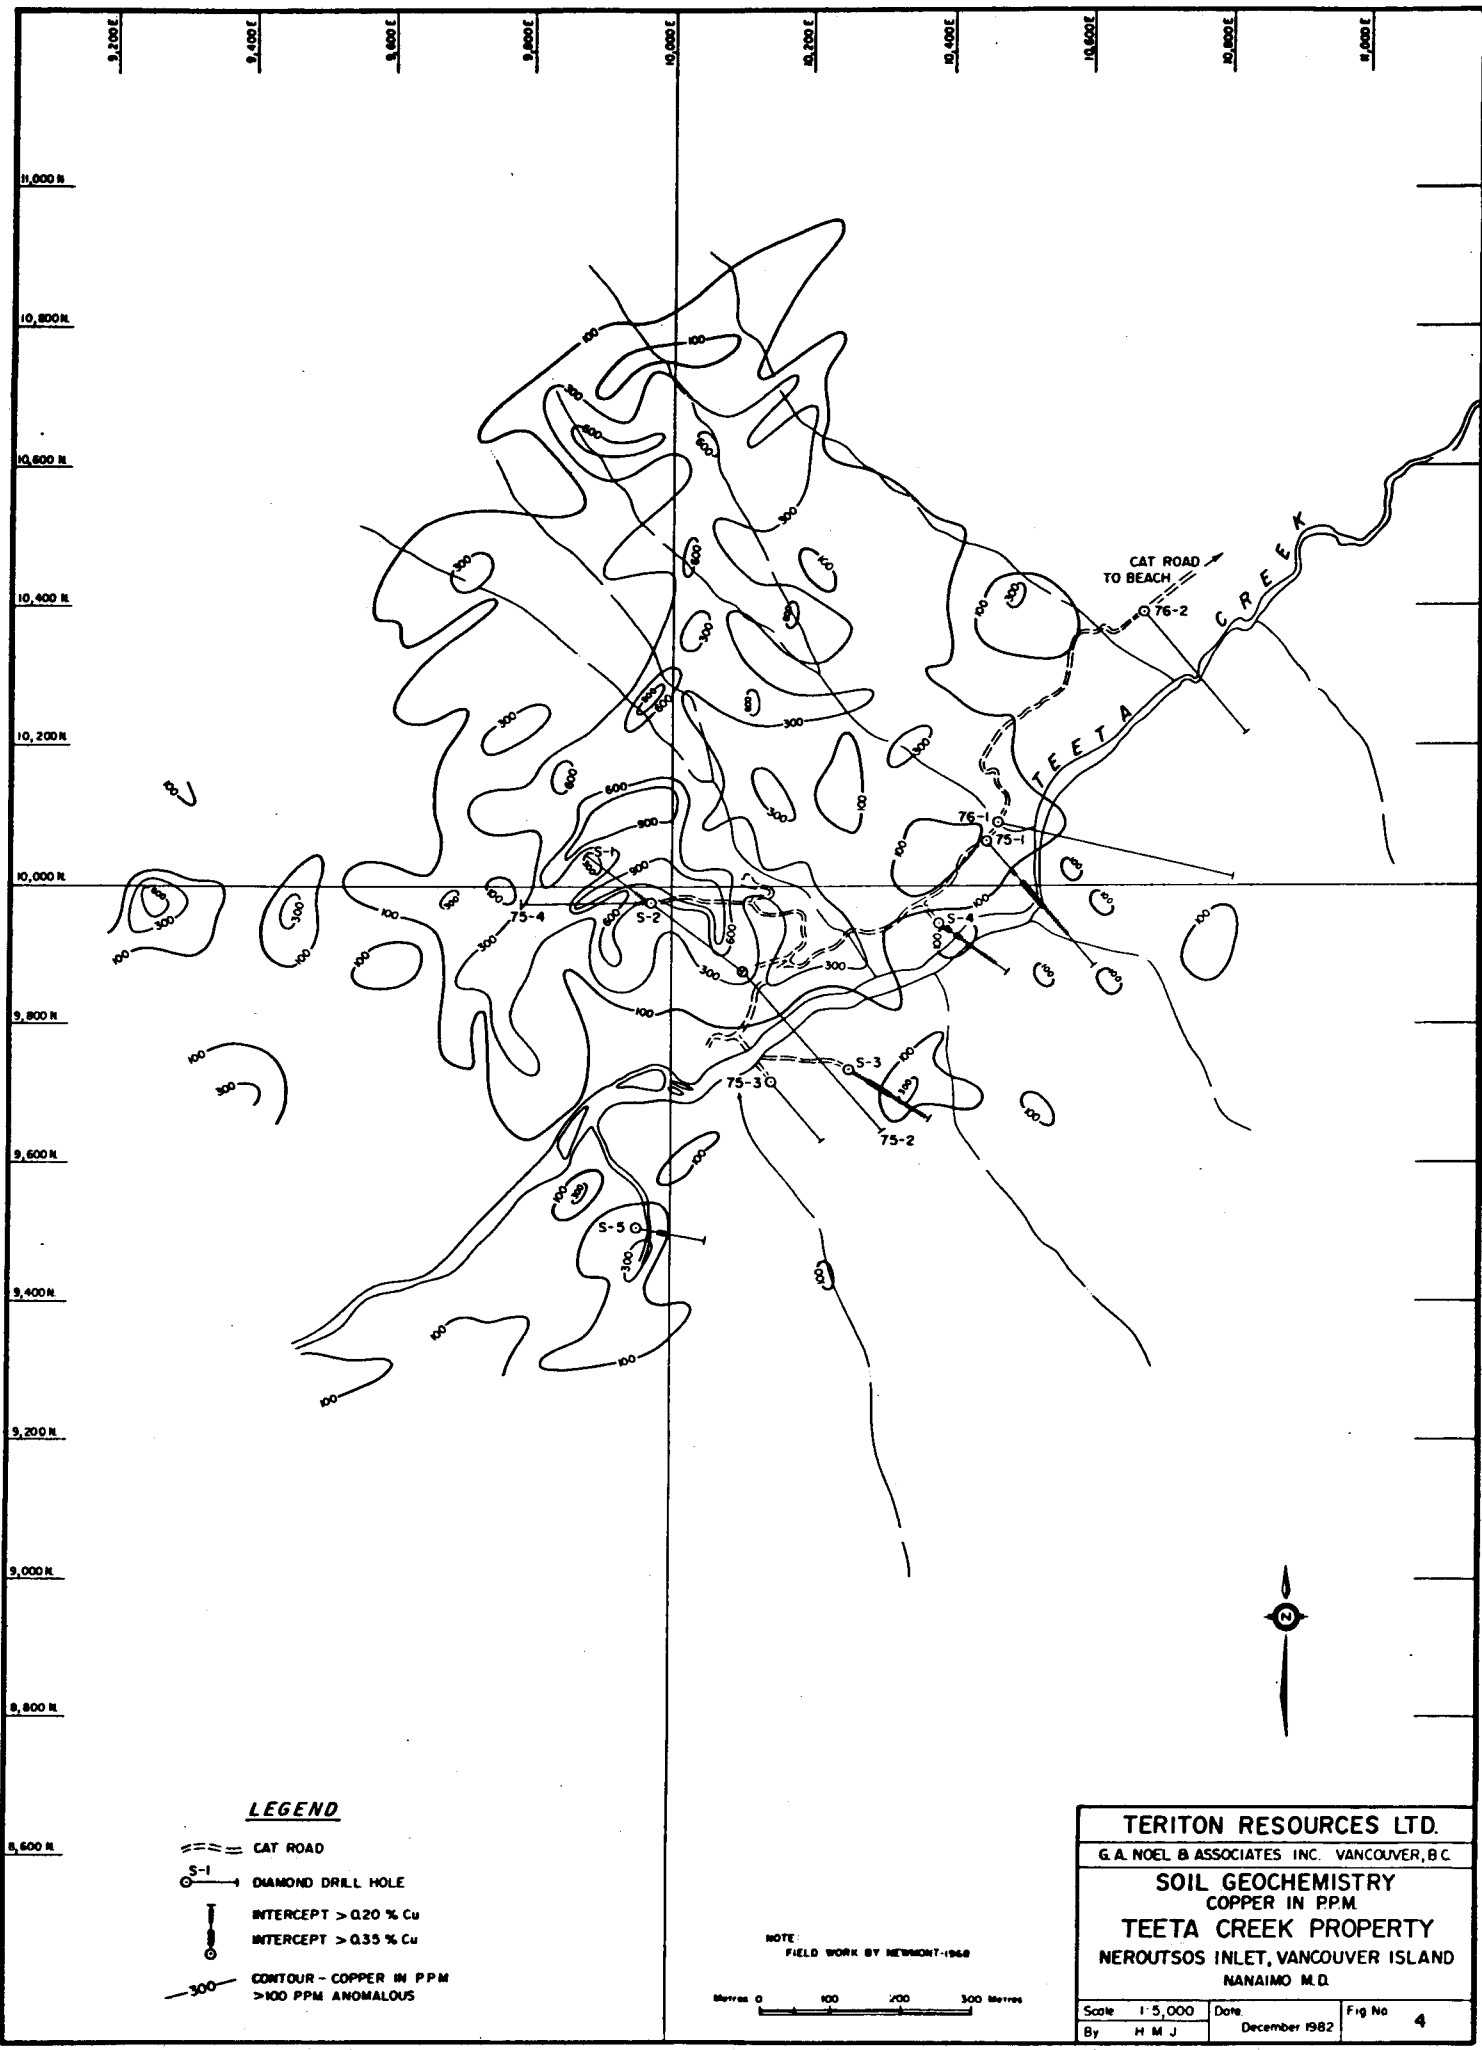 9,200 E
9,400 E
9,600 E
9,800 E
10,000 E
10,200 E
10,400 E
10,600 E
10,800 E
11,000 E
11,000 N
10,800 N.
10,600 N
10,400 N
10,200 N
10,000 N
9,800 N
9,600 N
9,400 N.
9,200 N.
9,000 N.
8,800 N.
8,600 N
CAT ROAD
TO BEACH
TEETA CREEK
76-2
76-1
75-1
S-1
S-2
75-4
S-4
S-3
75-3
75-2
S-5
100
300
600
900
LEGEND
CAT ROAD
S-1
DIAMOND DRILL HOLE
INTERCEPT > 0.20 % Cu
INTERCEPT > 0.35 % Cu
300
CONTOUR - COPPER IN PPM
>100 PPM ANOMALOUS
NOTE:
FIELD WORK BY NEWMONT-1968
Metres 0 100 200 300 Metres
N
TERITON RESOURCES LTD.
G. A. NOEL & ASSOCIATES INC. VANCOUVER, B C
SOIL GEOCHEMISTRY
COPPER IN P.P.M.
TEETA CREEK PROPERTY
NEROUTSOS INLET, VANCOUVER ISLAND
NANAIMO M.D.
Scale 1:5,000
Date. December 1982
Fig No 4
By H M J